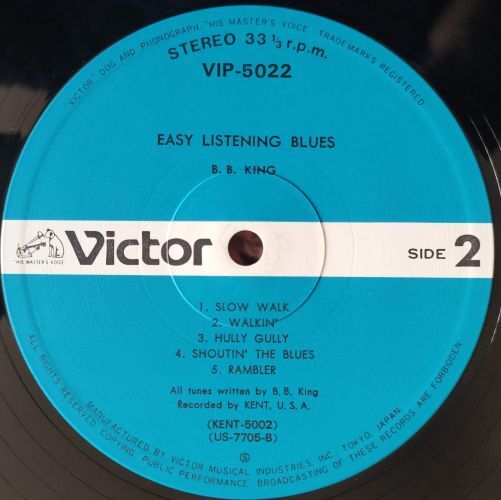 "VICTOR" DOG AND PHONOGRAPH · "HIS MASTER'S VOICE" TRADEMARKS REGISTERED
STEREO 33 1/3 r.p.m.
VIP-5022
EASY LISTENING BLUES
B. B. KING
"HIS MASTER'S VOICE"
Victor
SIDE 2
1. SLOW WALK
2. WALKIN'
3. HULLY GULLY
4. SHOUTIN' THE BLUES
5. RAMBLER
All tunes written by B. B. King
Recorded by KENT, U. S. A.
(KENT-5002)
(US-7705-B)
Ⓢ
MANUFACTURED BY VICTOR MUSICAL INDUSTRIES, INC., TOKYO, JAPAN
ALL RIGHTS RESERVED. COPYING, PUBLIC PERFORMANCE, BROADCASTING OF THESE RECORDS ARE FORBIDDEN